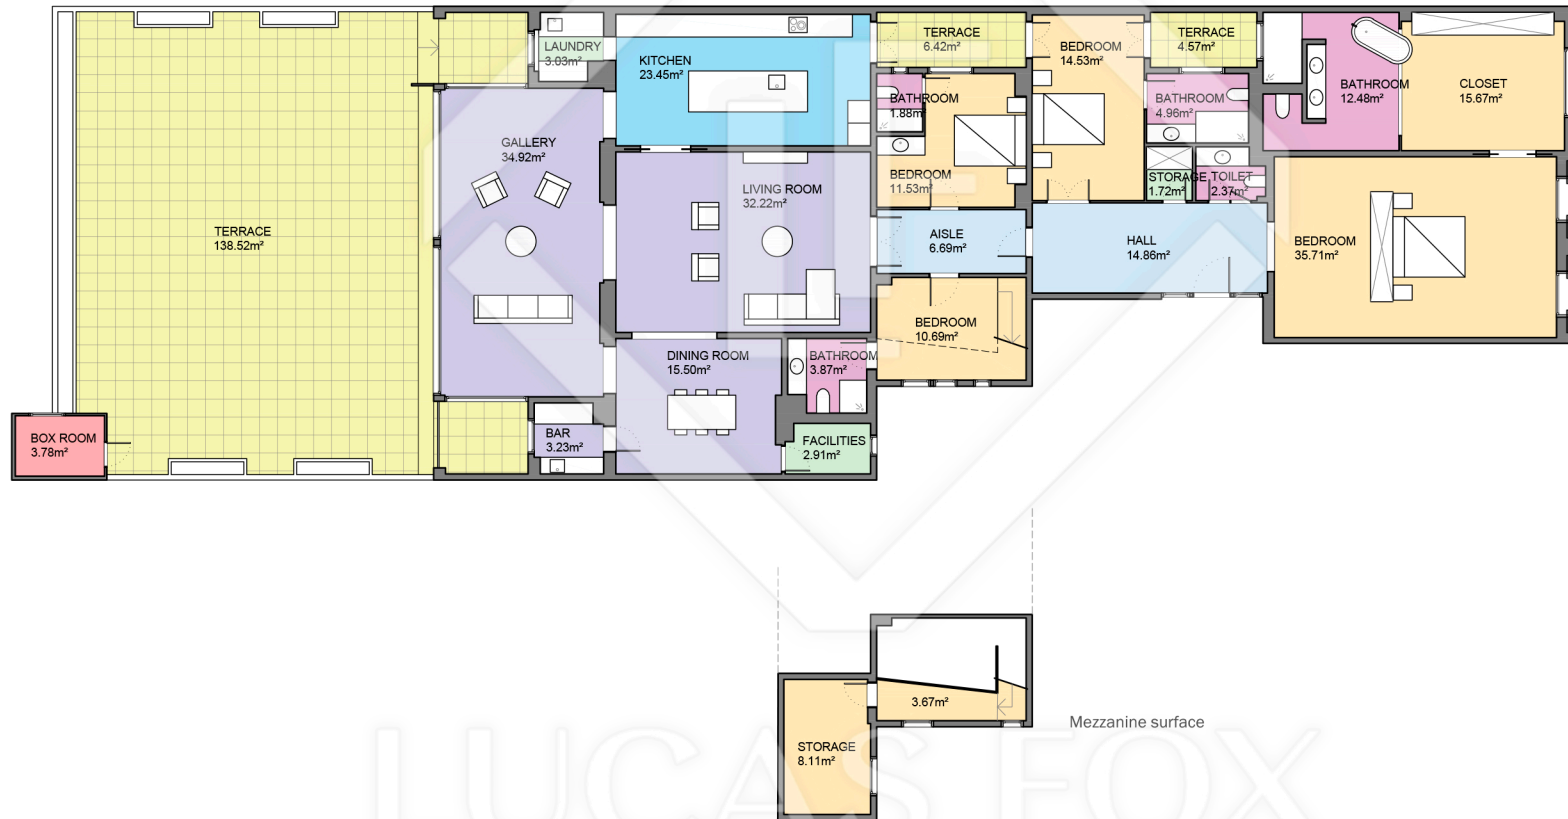 LAUNDRY
3.03m²
KITCHEN
23.45m²
TERRACE
6.42m²
BEDROOM
14.53m²
TERRACE
4.57m²
BATHROOM
12.48m²
CLOSET
15.67m²
BATHROOM
1.88m²
BATHROOM
4.96m²
GALLERY
34.92m²
LIVING ROOM
32.22m²
BEDROOM
11.53m²
STORAGE
1.72m²
TOILET
2.37m²
TERRACE
138.52m²
AISLE
6.69m²
HALL
14.86m²
BEDROOM
35.71m²
BEDROOM
10.69m²
DINING ROOM
15.50m²
BATHROOM
3.87m²
BOX ROOM
3.78m²
BAR
3.23m²
FACILITIES
2.91m²
3.67m²
Mezzanine surface
STORAGE
8.11m²
LUCAS FOX